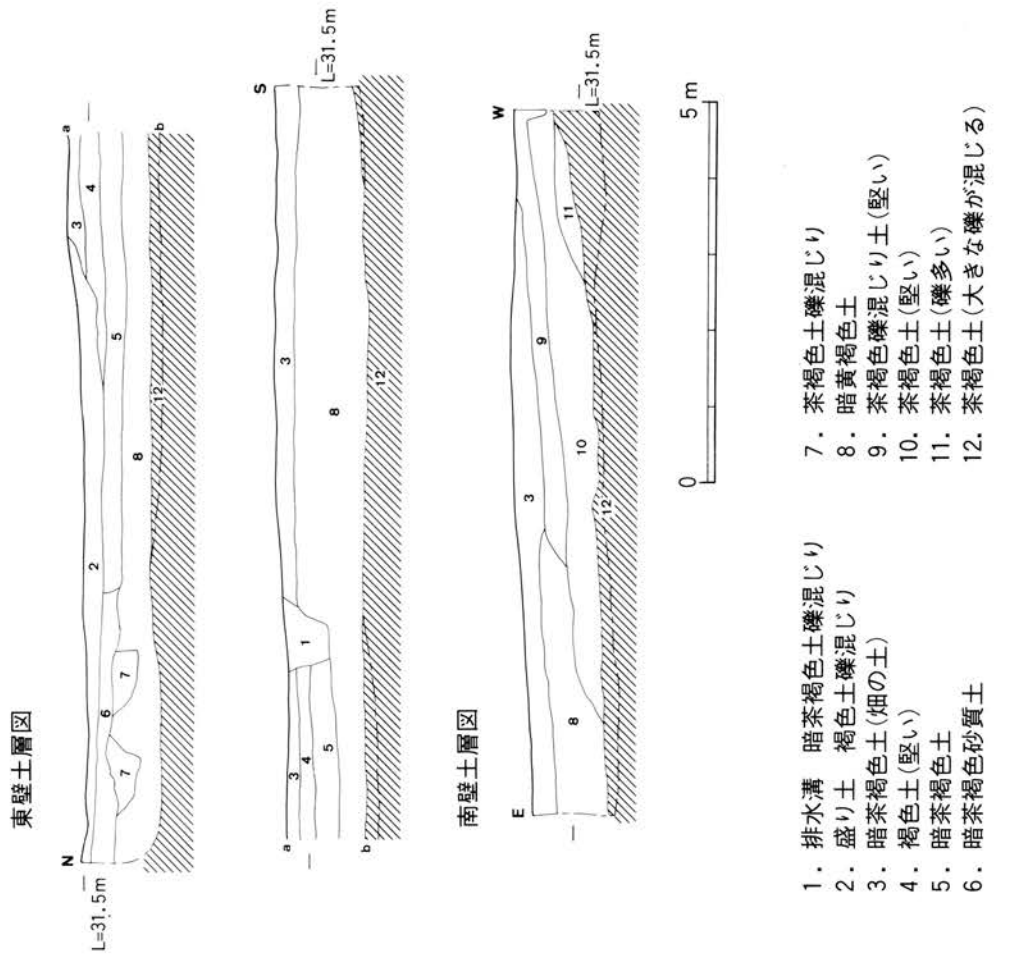 東壁土層図
N
L=31.5m
2
3
a
4
6
5
7
7
8
12
b
S
L=31.5m
a
3
1
3
4
5
8
b
12
南壁土層図
E
W
L=31.5m
3
9
11
8
10
12
0
5 m
1. 排水溝 暗茶褐色土礫混じり
2. 盛り土 褐色土礫混じり
3. 暗茶褐色土(畑の土)
4. 褐色土(堅い)
5. 暗茶褐色土
6. 暗茶褐色砂質土
7. 茶褐色土礫混じり
8. 暗黄褐色土
9. 茶褐色礫混じり土(堅い)
10. 茶褐色土(堅い)
11. 茶褐色土(礫多い)
12. 茶褐色土(大きな礫が混じる)